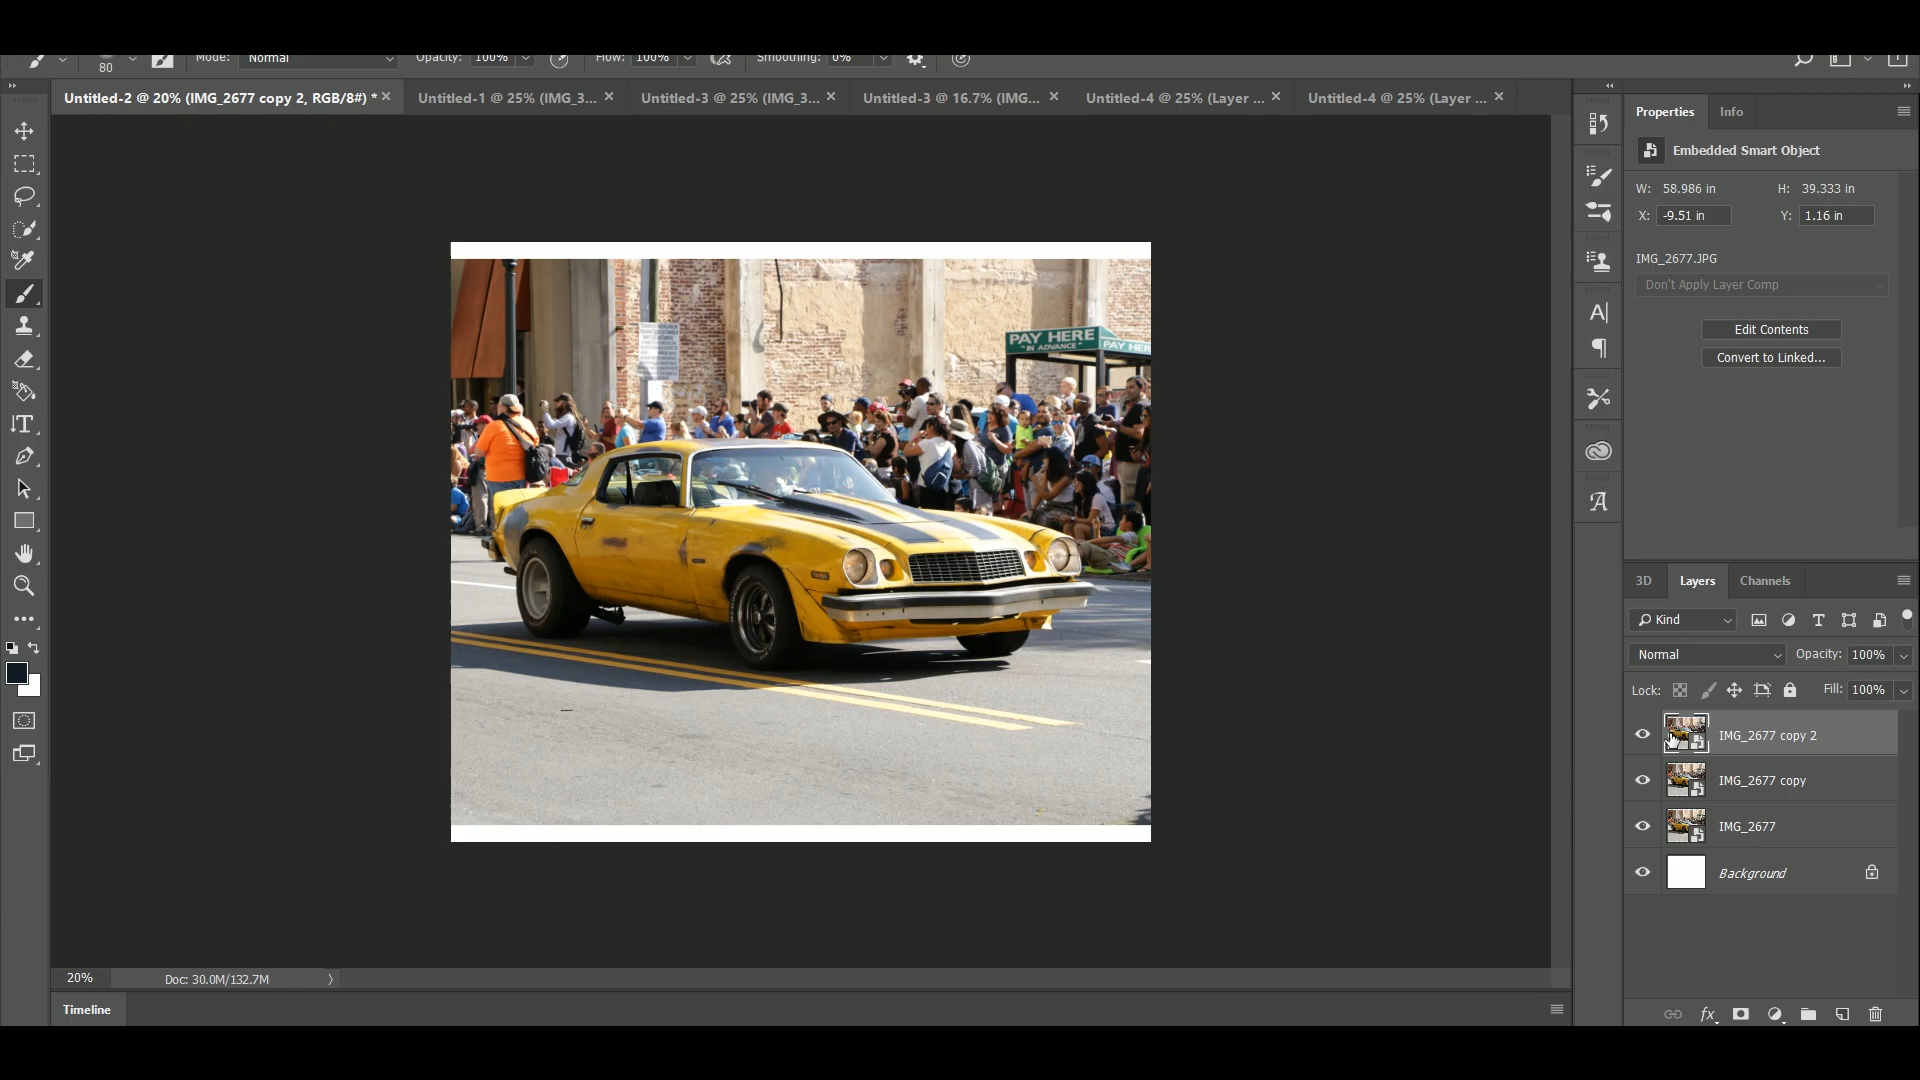 80
Mode: Normal
Opacity: 100%
Flow: 100%
Smoothing: 0%
Untitled-2 @ 20% (IMG_2677 copy 2, RGB/8#) *
Untitled-1 @ 25% (IMG_3...
Untitled-3 @ 25% (IMG_3...
Untitled-3 @ 16.7% (IMG...
Untitled-4 @ 25% (Layer ...
Untitled-4 @ 25% (Layer ...
Properties
Info
Embedded Smart Object
W: 58.986 in
H: 39.333 in
X: -9.51 in
Y: 1.16 in
IMG_2677.JPG
Don't Apply Layer Comp
Edit Contents
Convert to Linked...
PAY HERE
"IN ADVANCE"
PAY HERE
3D
Layers
Channels
Kind
Normal
Opacity: 100%
Lock:
Fill: 100%
IMG_2677 copy 2
IMG_2677 copy
IMG_2677
Background
20%
Doc: 30.0M/132.7M
Timeline